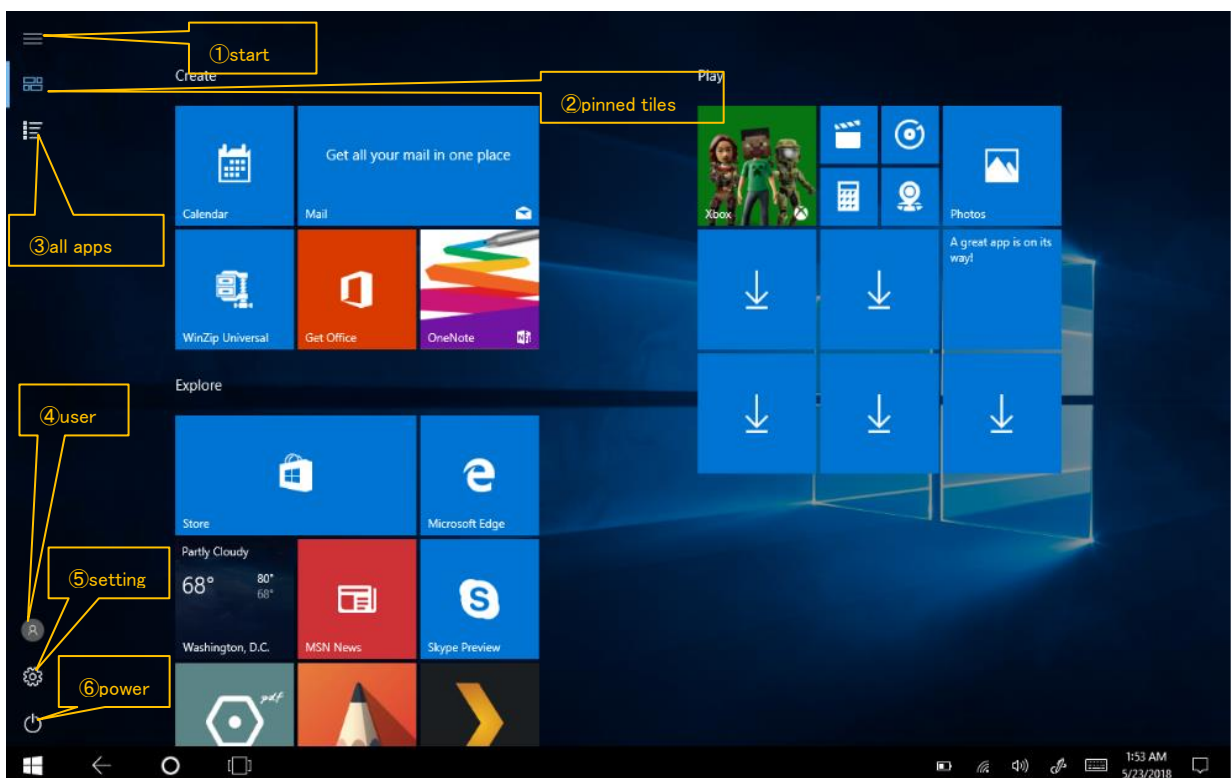 ①start
Create
Play
②pinned tiles
Get all your mail in one place
Calendar
Mail
Xbox
Photos
③all apps
A great app is on its
way!
WinZip Universal
Get Office
OneNote
N
Explore
④user
Store
Microsoft Edge
Partly Cloudy
68°
80°
68°
⑤setting
S
Washington, D.C.
MSN News
Skype Preview
⑥power
pdf
1:53 AM
5/23/2018